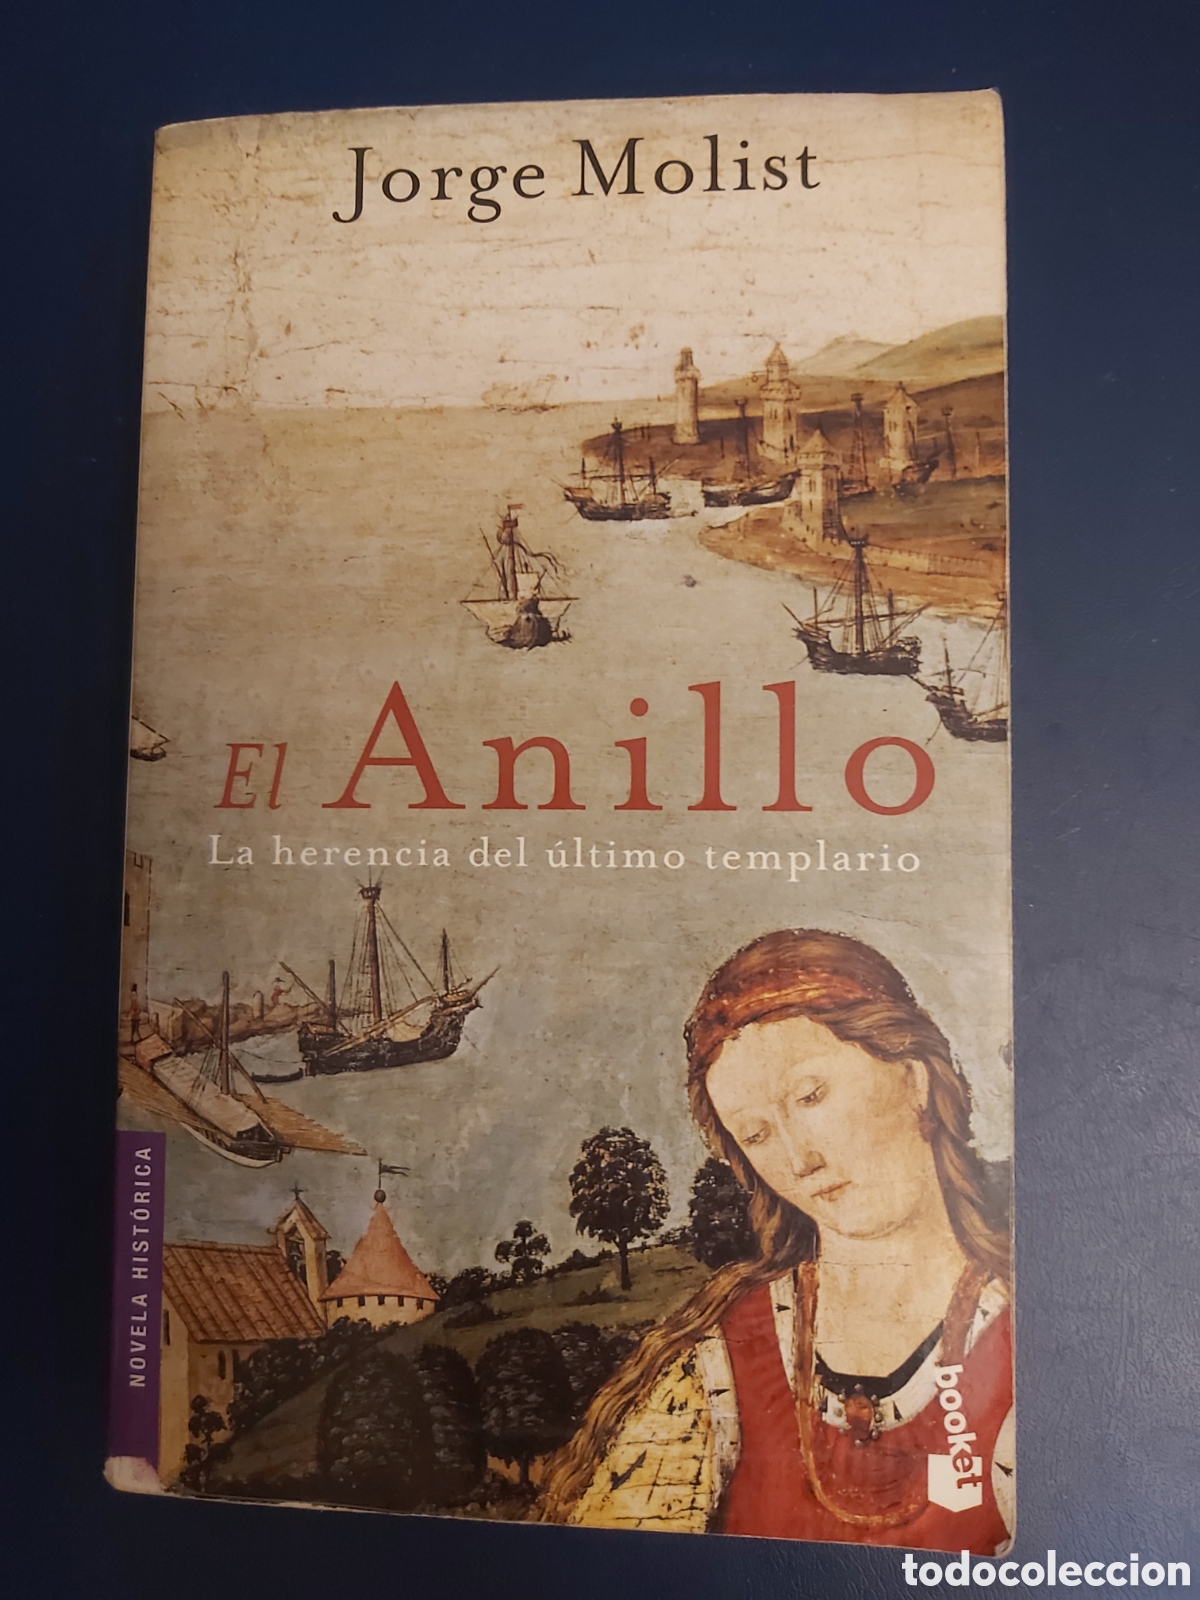 Jorge Molist
El Anillo
La herencia del último templario
NOVELA HISTÓRICA
booket
todocoleccion